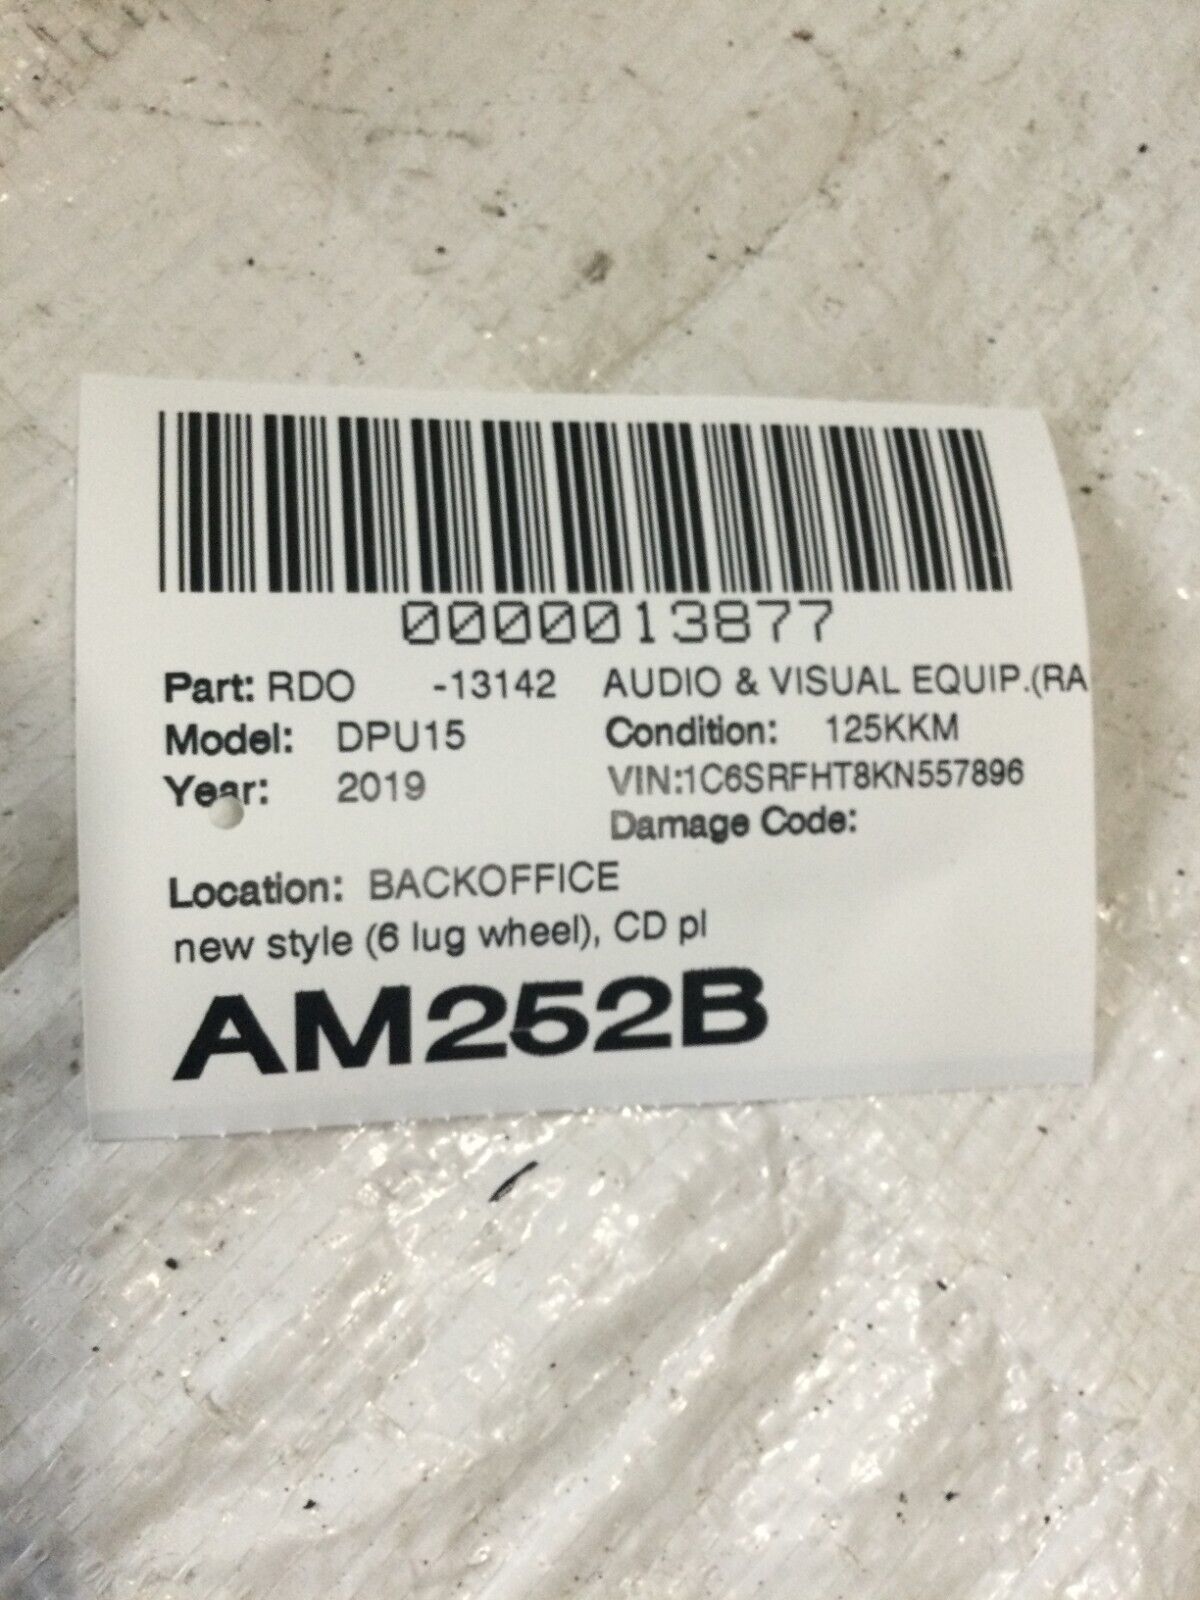 0000013877
Part: RDO -13142 AUDIO & VISUAL EQUIP.(RA
Model: DPU15 Condition: 125KKM
Year: 2019 VIN:1C6SRFHT8KN557896
Damage Code:
Location: BACKOFFICE
new style (6 lug wheel), CD pl
AM252B